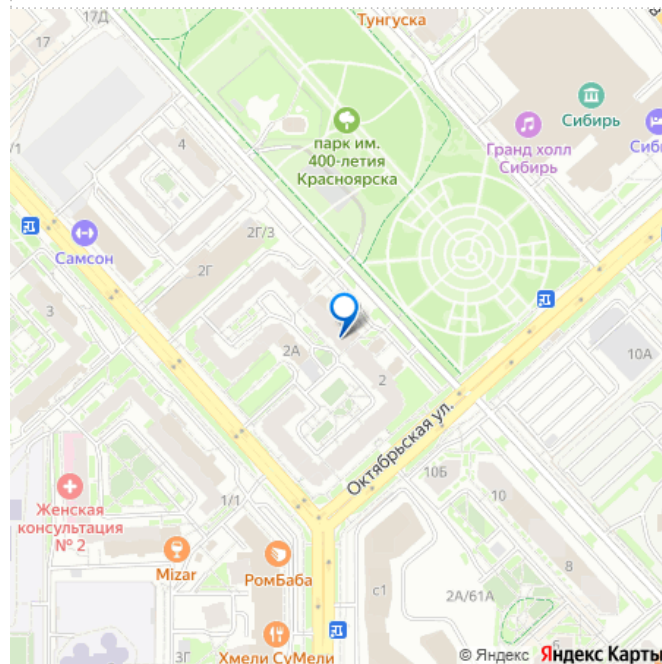 Тунгуска
17Д
17
/1
Сибирь
Гранд холл
Сибирь
Сиб
парк им.
400-летия
Красноярска
4
2Г/3
Самсон
2Г
3
2А
2
10А
Октябрьская ул.
10Б
10
Женская
консультация
№ 2
1/1
Mizar
РомБаба
с1
8
2А/61А
6
3Г
Хмели СуМели
© Яндекс Яндекс Карты